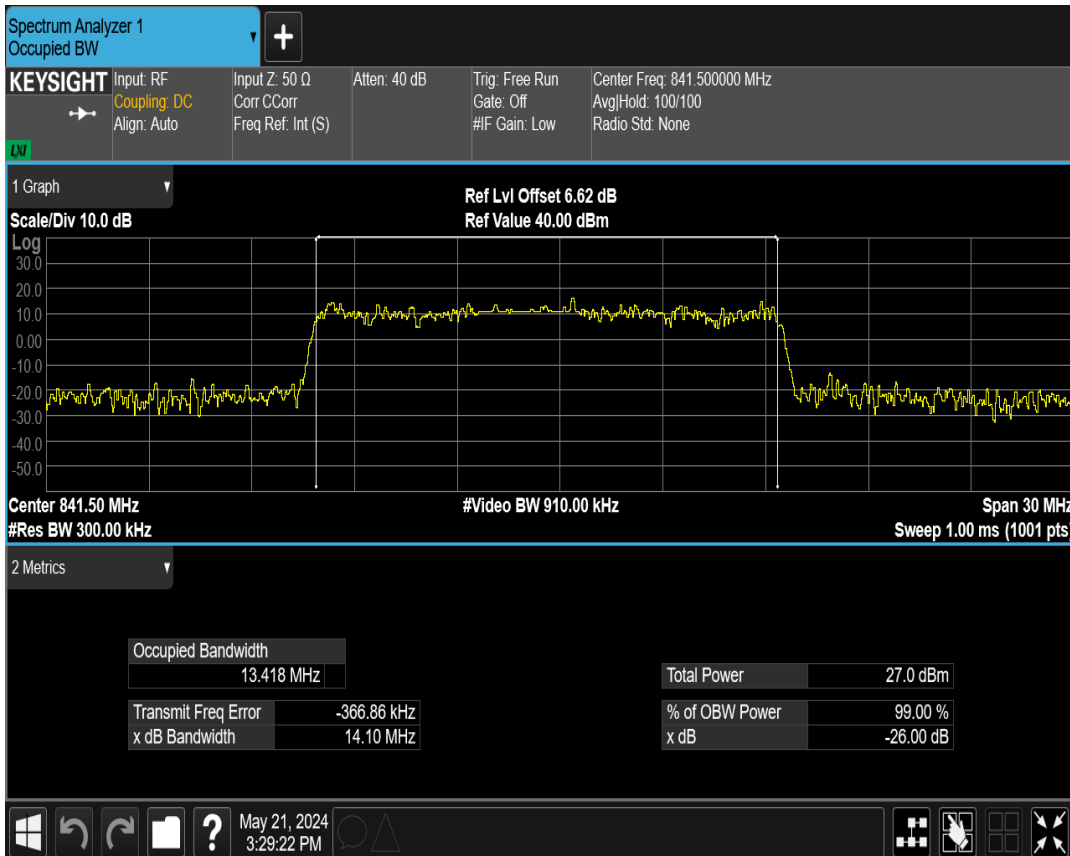 Spectrum Analyzer 1
Occupied BW
+
KEYSIGHT
LXI
Input: RF
Coupling: DC
Align: Auto
Input Z: 50 Ω
Corr CCorr
Freq Ref: Int (S)
Atten: 40 dB
Trig: Free Run
Gate: Off
#IF Gain: Low
Center Freq: 841.500000 MHz
Avg|Hold: 100/100
Radio Std: None
1 Graph
Scale/Div 10.0 dB
Ref Lvl Offset 6.62 dB
Ref Value 40.00 dBm
Log
30.0
20.0
10.0
0.00
-10.0
-20.0
-30.0
-40.0
-50.0
Center 841.50 MHz
#Video BW 910.00 kHz
Span 30 MHz
#Res BW 300.00 kHz
Sweep 1.00 ms (1001 pts)
2 Metrics
Occupied Bandwidth
13.418 MHz
Total Power 27.0 dBm
Transmit Freq Error -366.86 kHz
% of OBW Power 99.00 %
x dB Bandwidth 14.10 MHz
x dB -26.00 dB
?
May 21, 2024
3:29:22 PM